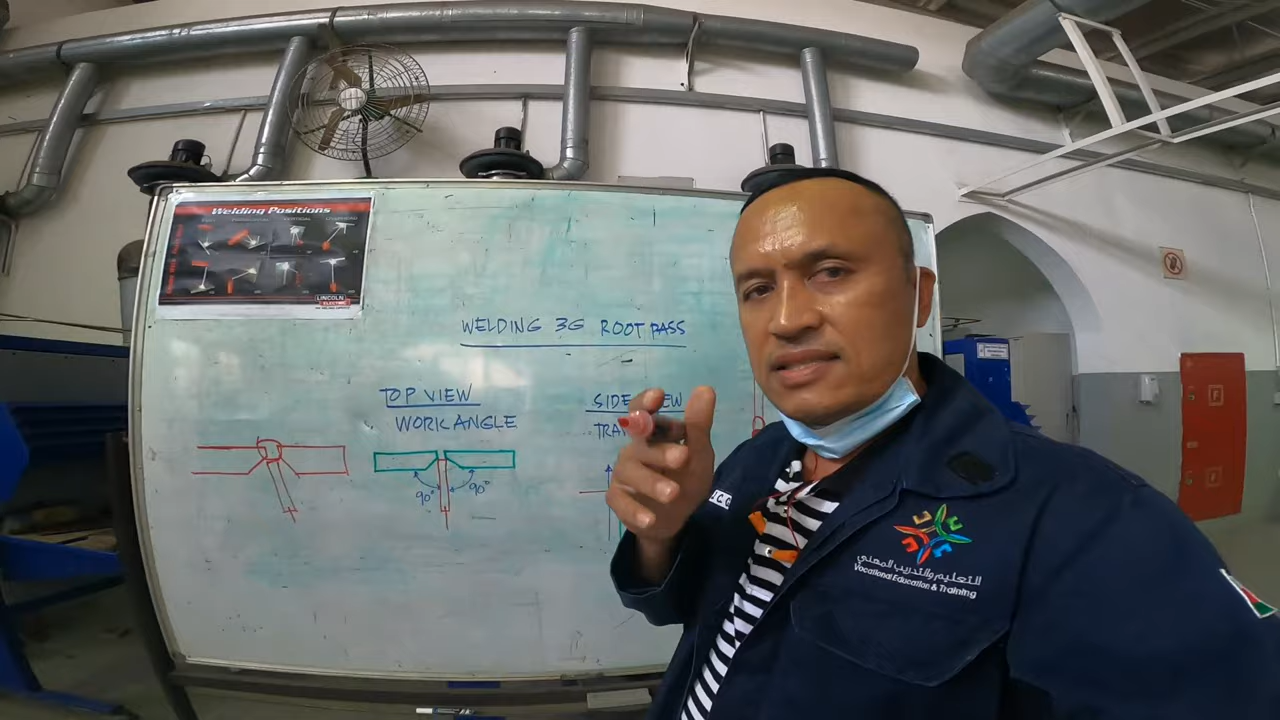 Welding Positions
LINCOLN
ELECTRIC
WELDING 3G ROOT PASS
TOP VIEW
WORK ANGLE
90°
90°
SIDE
التعليم والتدريب المهني
Vocational Education & Training
F
F